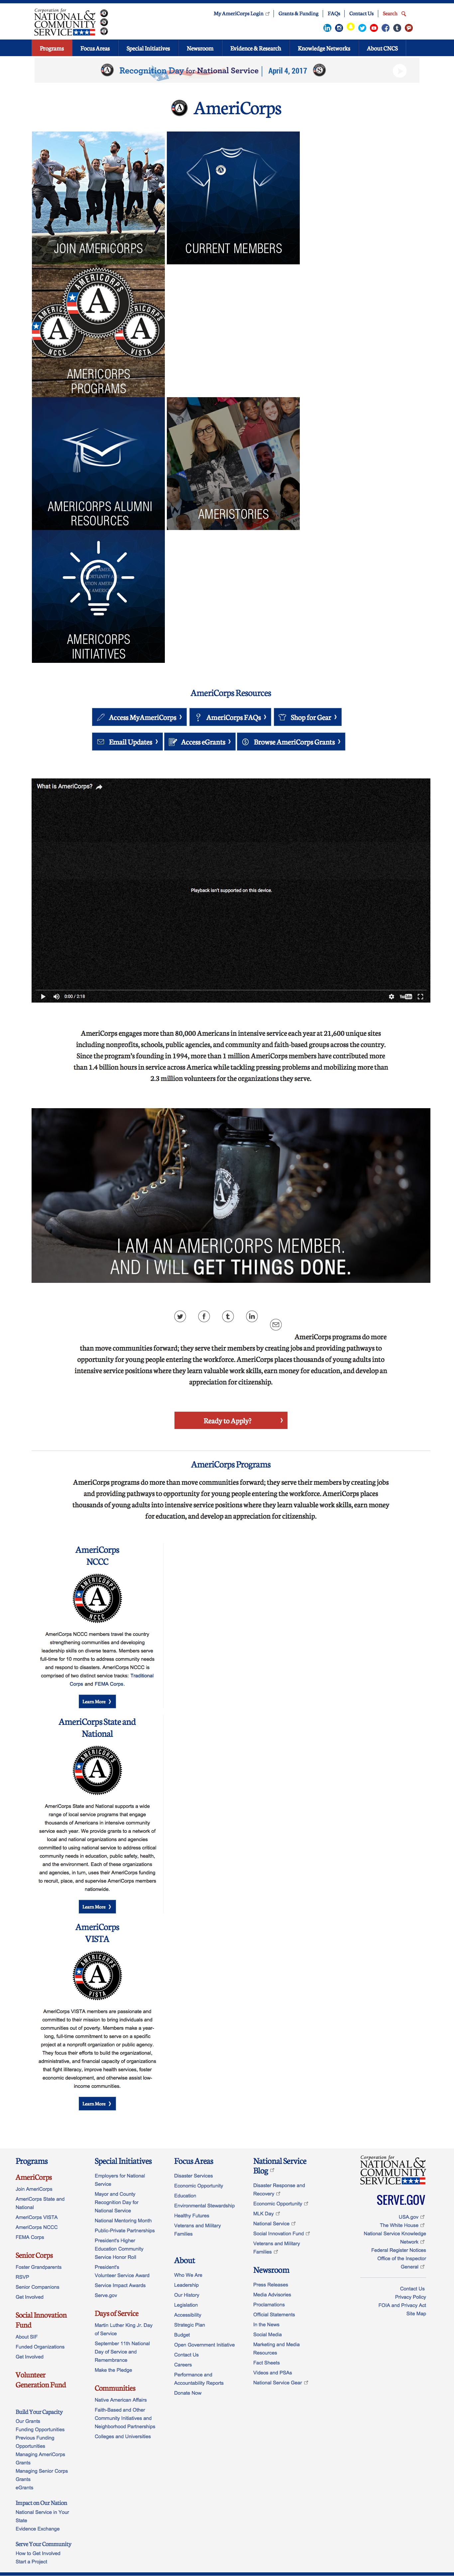 Corporation for
NATIONAL &
COMMUNITY
SERVICE
My AmeriCorps Login
Grants & Funding
FAQs
Contact Us
Search
Programs
Focus Areas
Special Initiatives
Newsroom
Evidence & Research
Knowledge Networks
About CNCS
Recognition Day for National Service
April 4, 2017
AmeriCorps
JOIN AMERICORPS
CURRENT MEMBERS
AMERICORPS
PROGRAMS
AMERICORPS ALUMNI
RESOURCES
AMERISTORIES
AMERICORPS
INITIATIVES
AmeriCorps Resources
Access MyAmeriCorps
AmeriCorps FAQs
Shop for Gear
Email Updates
Access eGrants
Browse AmeriCorps Grants
What is AmeriCorps?
Playback isn't supported on this device.
0:00 / 2:16
YouTube
AmeriCorps engages more than 80,000 Americans in intensive service each year at 21,600 unique sites
including nonprofits, schools, public agencies, and community and faith-based groups across the country.
Since the program's founding in 1994, more than 1 million AmeriCorps members have contributed more
than 1.4 billion hours in service across America while tackling pressing problems and mobilizing more than
2.3 million volunteers for the organizations they serve.
I AM AN AMERICORPS MEMBER.
AND I WILL GET THINGS DONE.
AmeriCorps programs do more
than move communities forward; they serve their members by creating jobs and providing pathways to
opportunity for young people entering the workforce. AmeriCorps places thousands of young adults into
intensive service positions where they learn valuable work skills, earn money for education, and develop an
appreciation for citizenship.
Ready to Apply?
AmeriCorps Programs
AmeriCorps programs do more than move communities forward; they serve their members by creating jobs
and providing pathways to opportunity for young people entering the workforce. AmeriCorps places
thousands of young adults into intensive service positions where they learn valuable work skills, earn money
for education, and develop an appreciation for citizenship.
AmeriCorps
NCCC
AmeriCorps NCCC members travel the country
strengthening communities and developing
leadership skills on diverse teams. Members serve
full-time for 10 months to address community needs
and respond to disasters. AmeriCorps NCCC is
comprised of two distinct service tracks: Traditional
Corps and FEMA Corps.
Learn More
AmeriCorps State and
National
AmeriCorps State and National supports a wide
range of local service programs that engage
thousands of Americans in intensive community
service each year. We provide grants to a network of
local and national organizations and agencies
committed to using national service to address critical
community needs in education, public safety, health,
and the environment. Each of these organizations
and agencies, in turn, uses their AmeriCorps funding
to recruit, place, and supervise AmeriCorps members
nationwide.
Learn More
AmeriCorps
VISTA
AmeriCorps VISTA members are passionate and
committed to their mission to bring individuals and
communities out of poverty. Members make a year-
long, full-time commitment to serve on a specific
project at a nonprofit organization or public agency.
They focus their efforts to build the organizational,
administrative, and financial capacity of organizations
that fight illiteracy, improve health services, foster
economic development, and otherwise assist low-
income communities.
Learn More
Programs
AmeriCorps
Join AmeriCorps
AmeriCorps State and
National
AmeriCorps VISTA
AmeriCorps NCCC
FEMA Corps
Senior Corps
Foster Grandparents
RSVP
Senior Companions
Get Involved
Social Innovation
Fund
About SIF
Funded Organizations
Get Involved
Volunteer
Generation Fund
Build Your Capacity
Our Grants
Funding Opportunities
Previous Funding
Opportunities
Managing AmeriCorps
Grants
Managing Senior Corps
Grants
eGrants
Impact on Our Nation
National Service in Your
State
Evidence Exchange
Serve Your Community
How to Get Involved
Start a Project
Special Initiatives
Employers for National
Service
Mayor and County
Recognition Day for
National Service
National Mentoring Month
Public-Private Partnerships
President's Higher
Education Community
Service Honor Roll
President's
Volunteer Service Award
Service Impact Awards
Serve.gov
Days of Service
Martin Luther King Jr. Day
of Service
September 11th National
Day of Service and
Remembrance
Make the Pledge
Communities
Native American Affairs
Faith-Based and Other
Community Initiatives and
Neighborhood Partnerships
Colleges and Universities
Focus Areas
Disaster Services
Economic Opportunity
Education
Environmental Stewardship
Healthy Futures
Veterans and Military
Families
About
Who We Are
Leadership
Our History
Legislation
Accessibility
Strategic Plan
Budget
Open Government Initiative
Contact Us
Careers
Performance and
Accountability Reports
Donate Now
National Service
Blog
Disaster Response and
Recovery
Economic Opportunity
MLK Day
National Service
Social Innovation Fund
Veterans and Military
Families
Newsroom
Press Releases
Media Advisories
Proclamations
Official Statements
In the News
Social Media
Marketing and Media
Resources
Fact Sheets
Videos and PSAs
National Service Gear
Corporation for
NATIONAL &
COMMUNITY
SERVICE
SERVE.GOV
USA.gov
The White House
National Service Knowledge
Network
Federal Register Notices
Office of the Inspector
General
Contact Us
Privacy Policy
FOIA and Privacy Act
Site Map